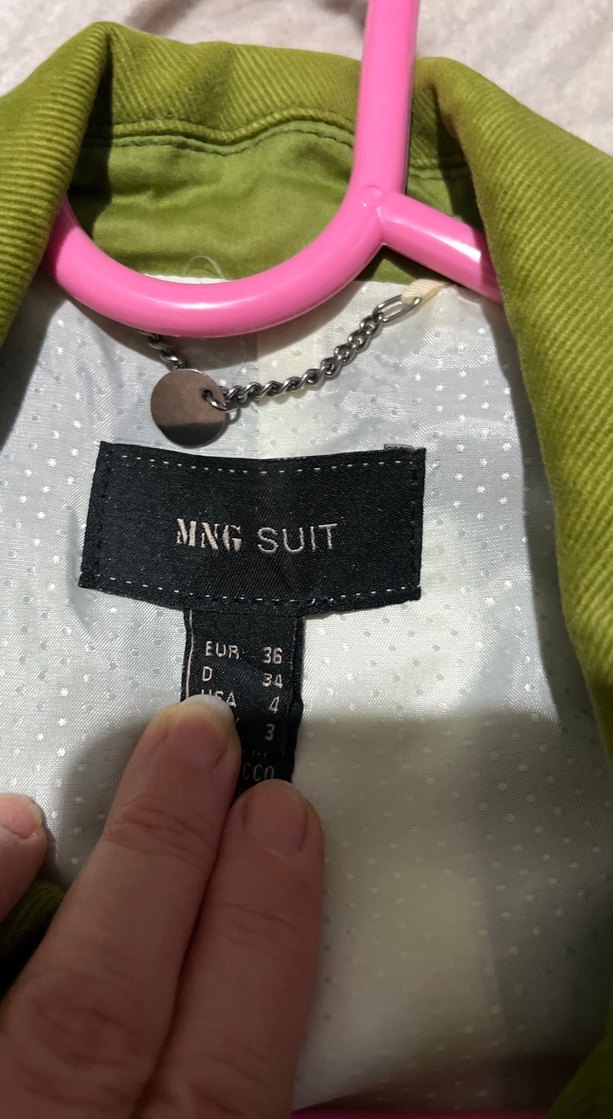 MNG SUIT
EUR 36
D 34
USA 4
3